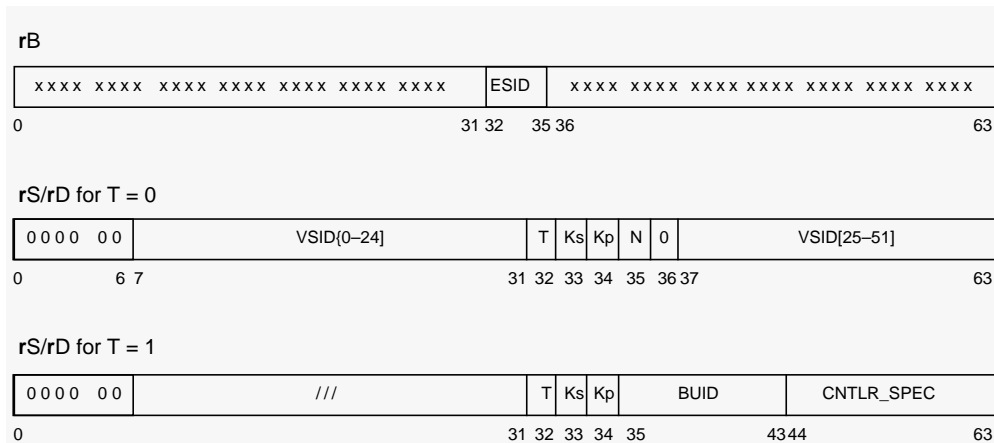 rB
xxxx xxxx xxxx xxxx xxxx xxxx xxxx ESID xxxx xxxx xxxx xxxx xxxx xxxx xxxx
0 31 32 35 36 63
rS/rD for T = 0
0000 00 VSID{0–24] T Ks Kp N 0 VSID[25–51]
0 6 7 31 32 33 34 35 36 37 63
rS/rD for T = 1
0000 00 /// T Ks Kp BUID CNTLR_SPEC
0 31 32 33 34 35 43 44 63